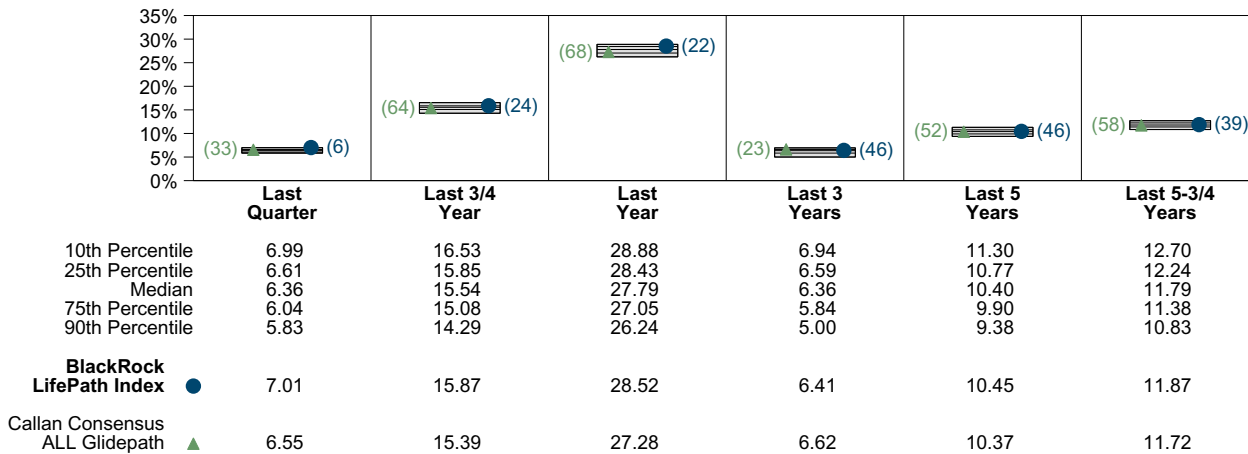 35%
30%
25%
20%
15%
10%
5%
0%
(33) (6)
(64) (24)
(68) (22)
(23) (46)
(52) (46)
(58) (39)
Last Quarter
Last 3/4 Year
Last Year
Last 3 Years
Last 5 Years
Last 5-3/4 Years
10th Percentile 6.99 16.53 28.88 6.94 11.30 12.70
25th Percentile 6.61 15.85 28.43 6.59 10.77 12.24
Median 6.36 15.54 27.79 6.36 10.40 11.79
75th Percentile 6.04 15.08 27.05 5.84 9.90 11.38
90th Percentile 5.83 14.29 26.24 5.00 9.38 10.83
BlackRock
LifePath Index 7.01 15.87 28.52 6.41 10.45 11.87
Callan Consensus
ALL Glidepath 6.55 15.39 27.28 6.62 10.37 11.72